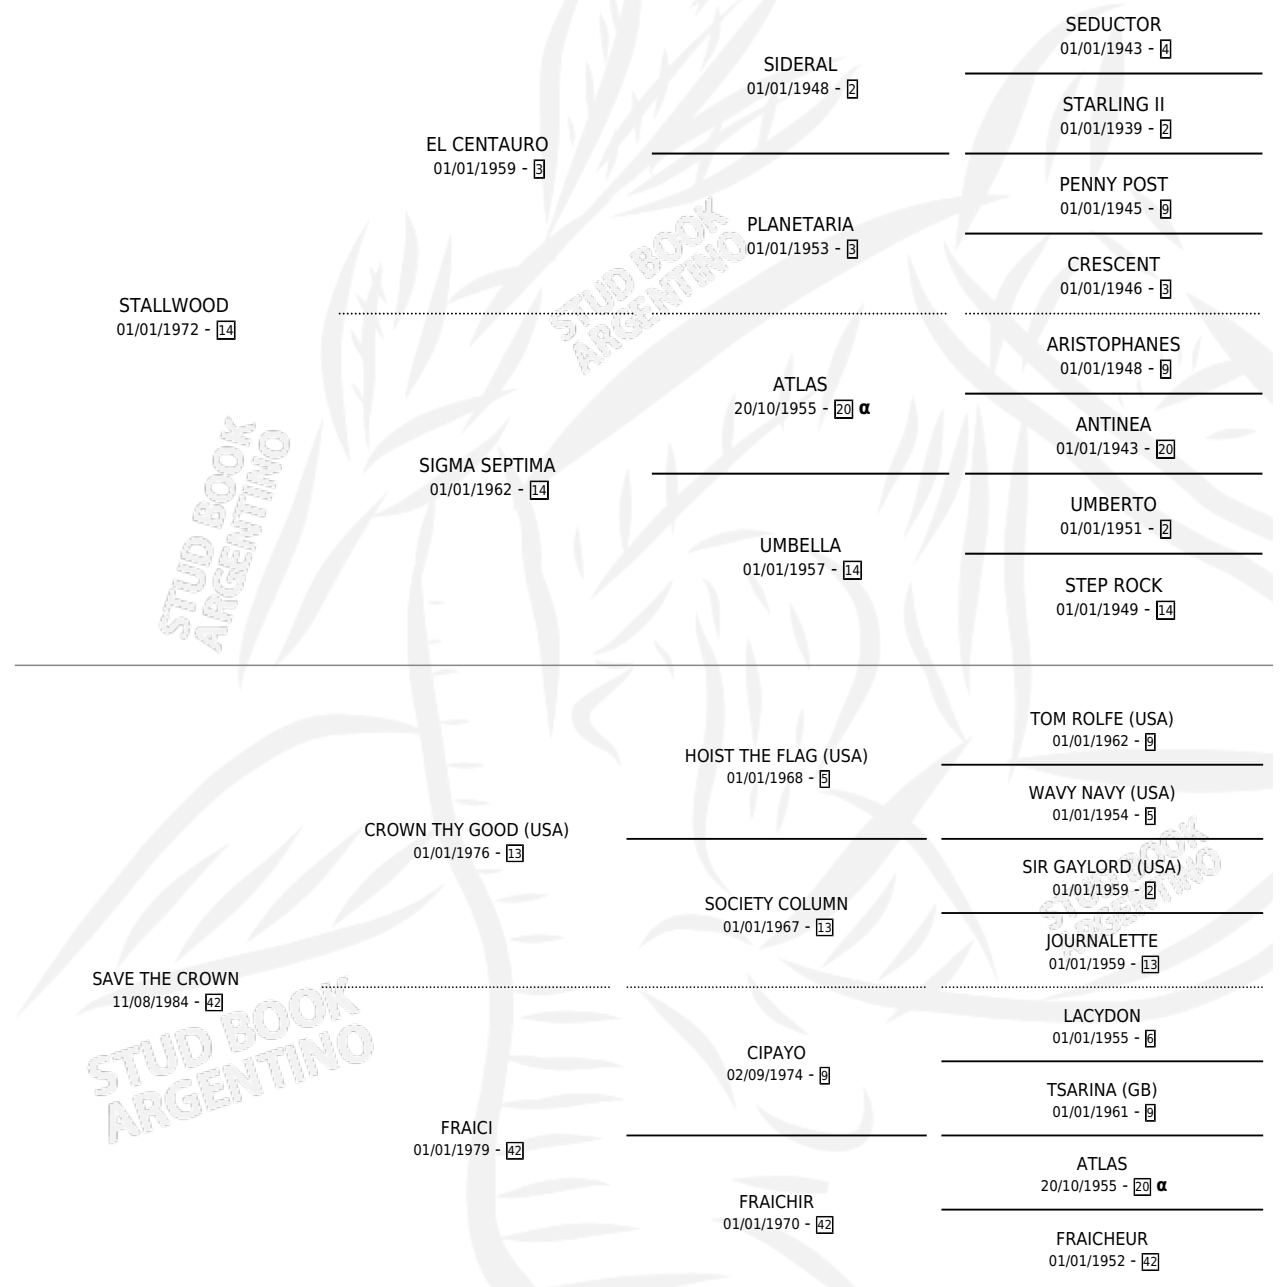 SEDUCTOR
01/01/1943 - 4
SIDERAL
01/01/1948 - 2
STARLING II
01/01/1939 - 2
EL CENTAURO
01/01/1959 - 3
PENNY POST
01/01/1945 - 9
PLANETARIA
01/01/1953 - 3
CRESCENT
01/01/1946 - 3
STALLWOOD
01/01/1972 - 14
ARISTOPHANES
01/01/1948 - 9
ATLAS
20/10/1955 - 20 α
ANTINEA
01/01/1943 - 20
SIGMA SEPTIMA
01/01/1962 - 14
UMBERTO
01/01/1951 - 2
UMBELLA
01/01/1957 - 14
STEP ROCK
01/01/1949 - 14
TOM ROLFE (USA)
01/01/1962 - 9
HOIST THE FLAG (USA)
01/01/1968 - 5
WAVY NAVY (USA)
01/01/1954 - 5
CROWN THY GOOD (USA)
01/01/1976 - 13
SIR GAYLORD (USA)
01/01/1959 - 2
SOCIETY COLUMN
01/01/1967 - 13
JOURNALETTE
01/01/1959 - 13
SAVE THE CROWN
11/08/1984 - 42
LACYDON
01/01/1955 - 6
CIPAYO
02/09/1974 - 9
TSARINA (GB)
01/01/1961 - 9
FRAICI
01/01/1979 - 42
ATLAS
20/10/1955 - 20 α
FRAICHIR
01/01/1970 - 42
FRAICHEUR
01/01/1952 - 42
STUD BOOK
ARGENTINO
STUD BOOK
ARGENTINO
STUD BOOK
ARGENTINO
STUD BOOK
ARGENTINO